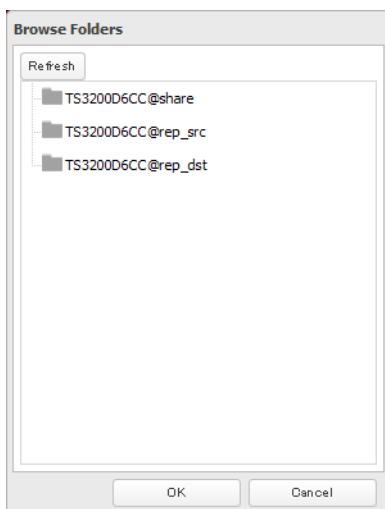 Browse Folders
Refresh
TS3200D6CC@share
TS3200D6CC@rep_src
TS3200D6CC@rep_dst
OK Cancel